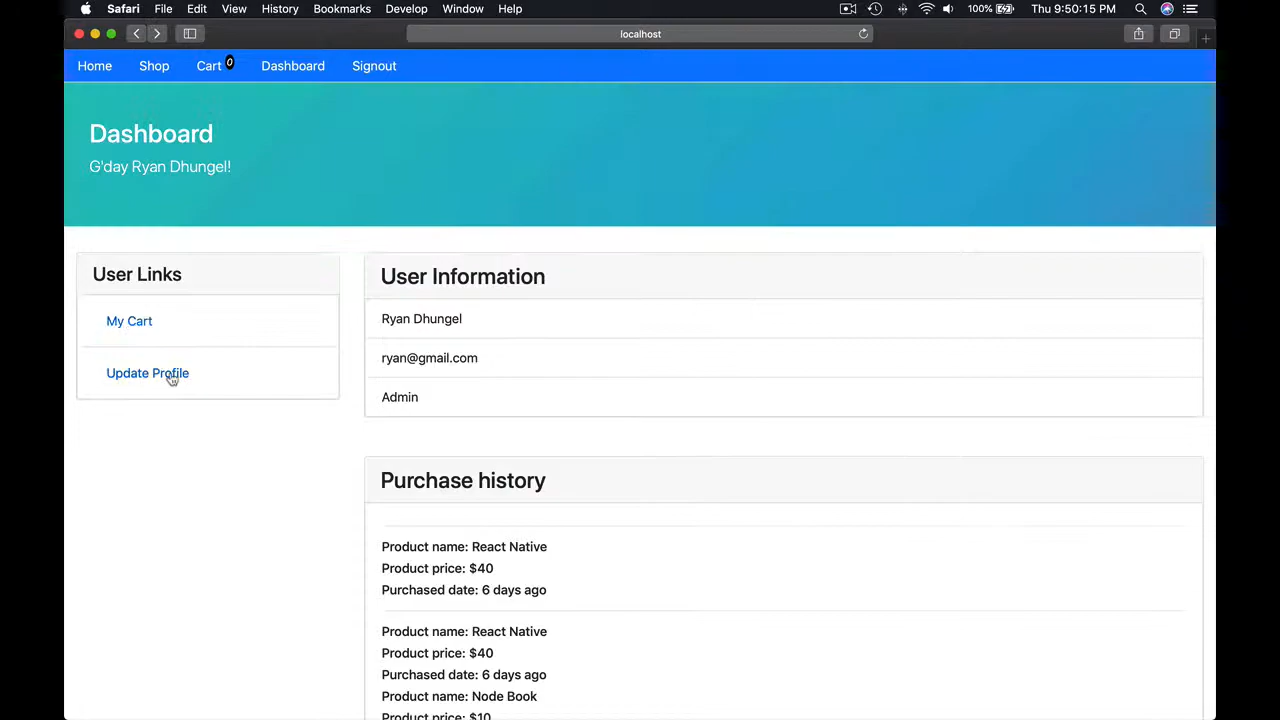 Safari File Edit View History Bookmarks Develop Window Help 100% Thu 9:50:15 PM
localhost
Home Shop Cart 0 Dashboard Signout
Dashboard
G'day Ryan Dhungel!
User Links
My Cart
Update Profile
User Information
Ryan Dhungel
ryan@gmail.com
Admin
Purchase history
Product name: React Native
Product price: $40
Purchased date: 6 days ago
Product name: React Native
Product price: $40
Purchased date: 6 days ago
Product name: Node Book
Product price: $10